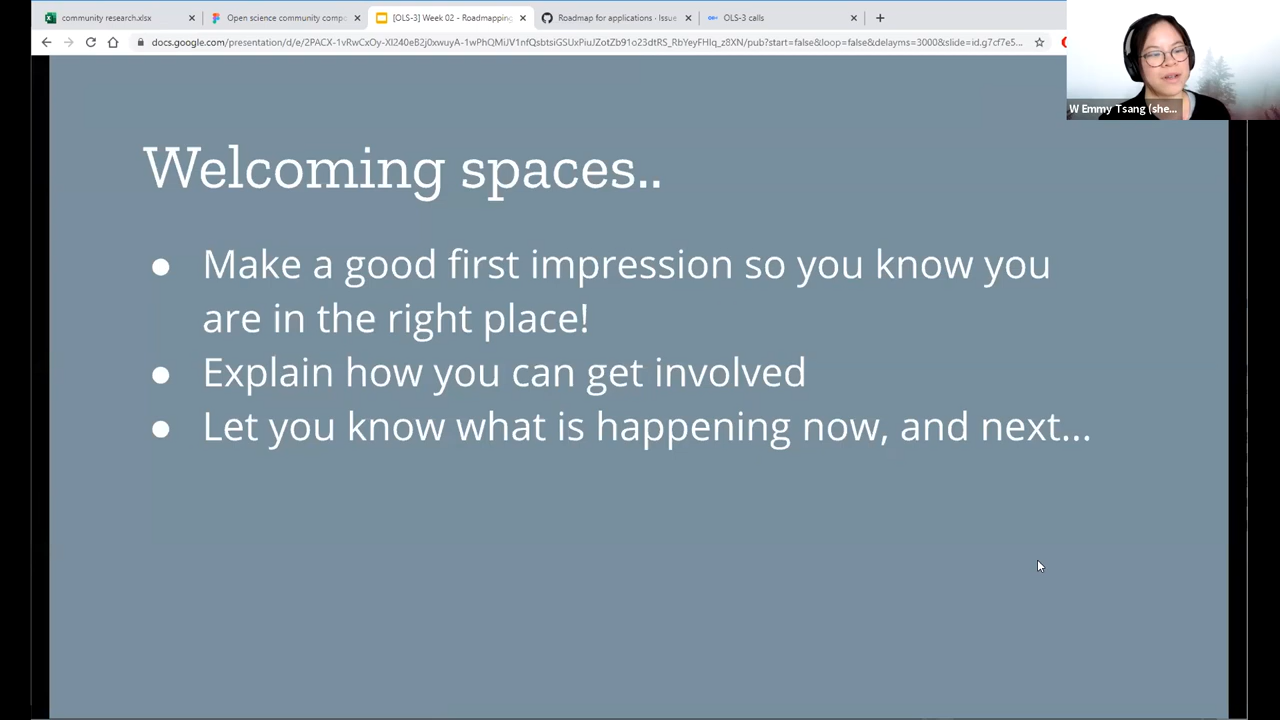 community research.xlsx
Open science community compo
[OLS-3] Week 02 - Roadmapping
Roadmap for applications · Issue
OLS-3 calls
docs.google.com/presentation/d/e/2PACX-1vRwCxOy-Xl240eB2j0xwuyA-1wPhQMiJV1nfQsbtsiGSUxPiuJZotZb91o23dtRS_RbYeyFHlq_z8XN/pub?start=false&loop=false&delayms=3000&slide=id.g7cf7e5...
W Emmy Tsang (she...
Welcoming spaces..
● Make a good first impression so you know you
are in the right place!
● Explain how you can get involved
● Let you know what is happening now, and next...